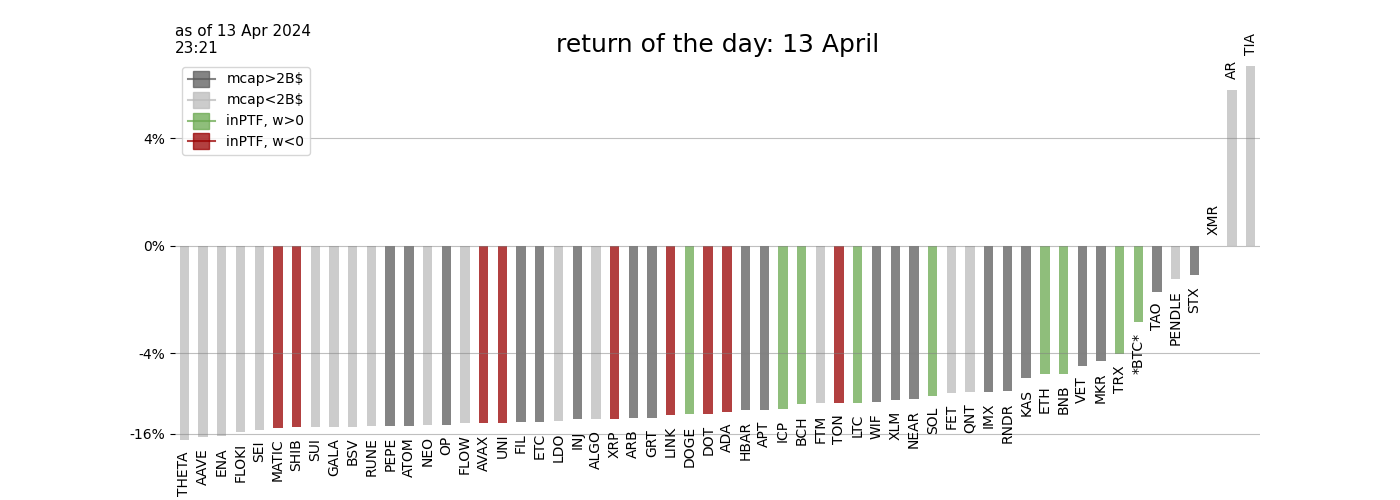 as of 13 Apr 2024
23:21
return of the day: 13 April
mcap>2B$
mcap<2B$
inPTF, w>0
inPTF, w<0
4%
0%
-4%
-16%
THETA
AAVE
ENA
FLOKI
SEI
MATIC
SHIB
SUI
GALA
BSV
RUNE
PEPE
ATOM
NEO
OP
FLOW
AVAX
UNI
FIL
ETC
LDO
INJ
ALGO
XRP
ARB
GRT
LINK
DOGE
DOT
ADA
HBAR
APT
ICP
BCH
FTM
TON
LTC
WIF
XLM
NEAR
SOL
FET
QNT
IMX
RNDR
KAS
ETH
BNB
VET
MKR
TRX
*BTC*
TAO
PENDLE
STX
XMR
AR
TIA